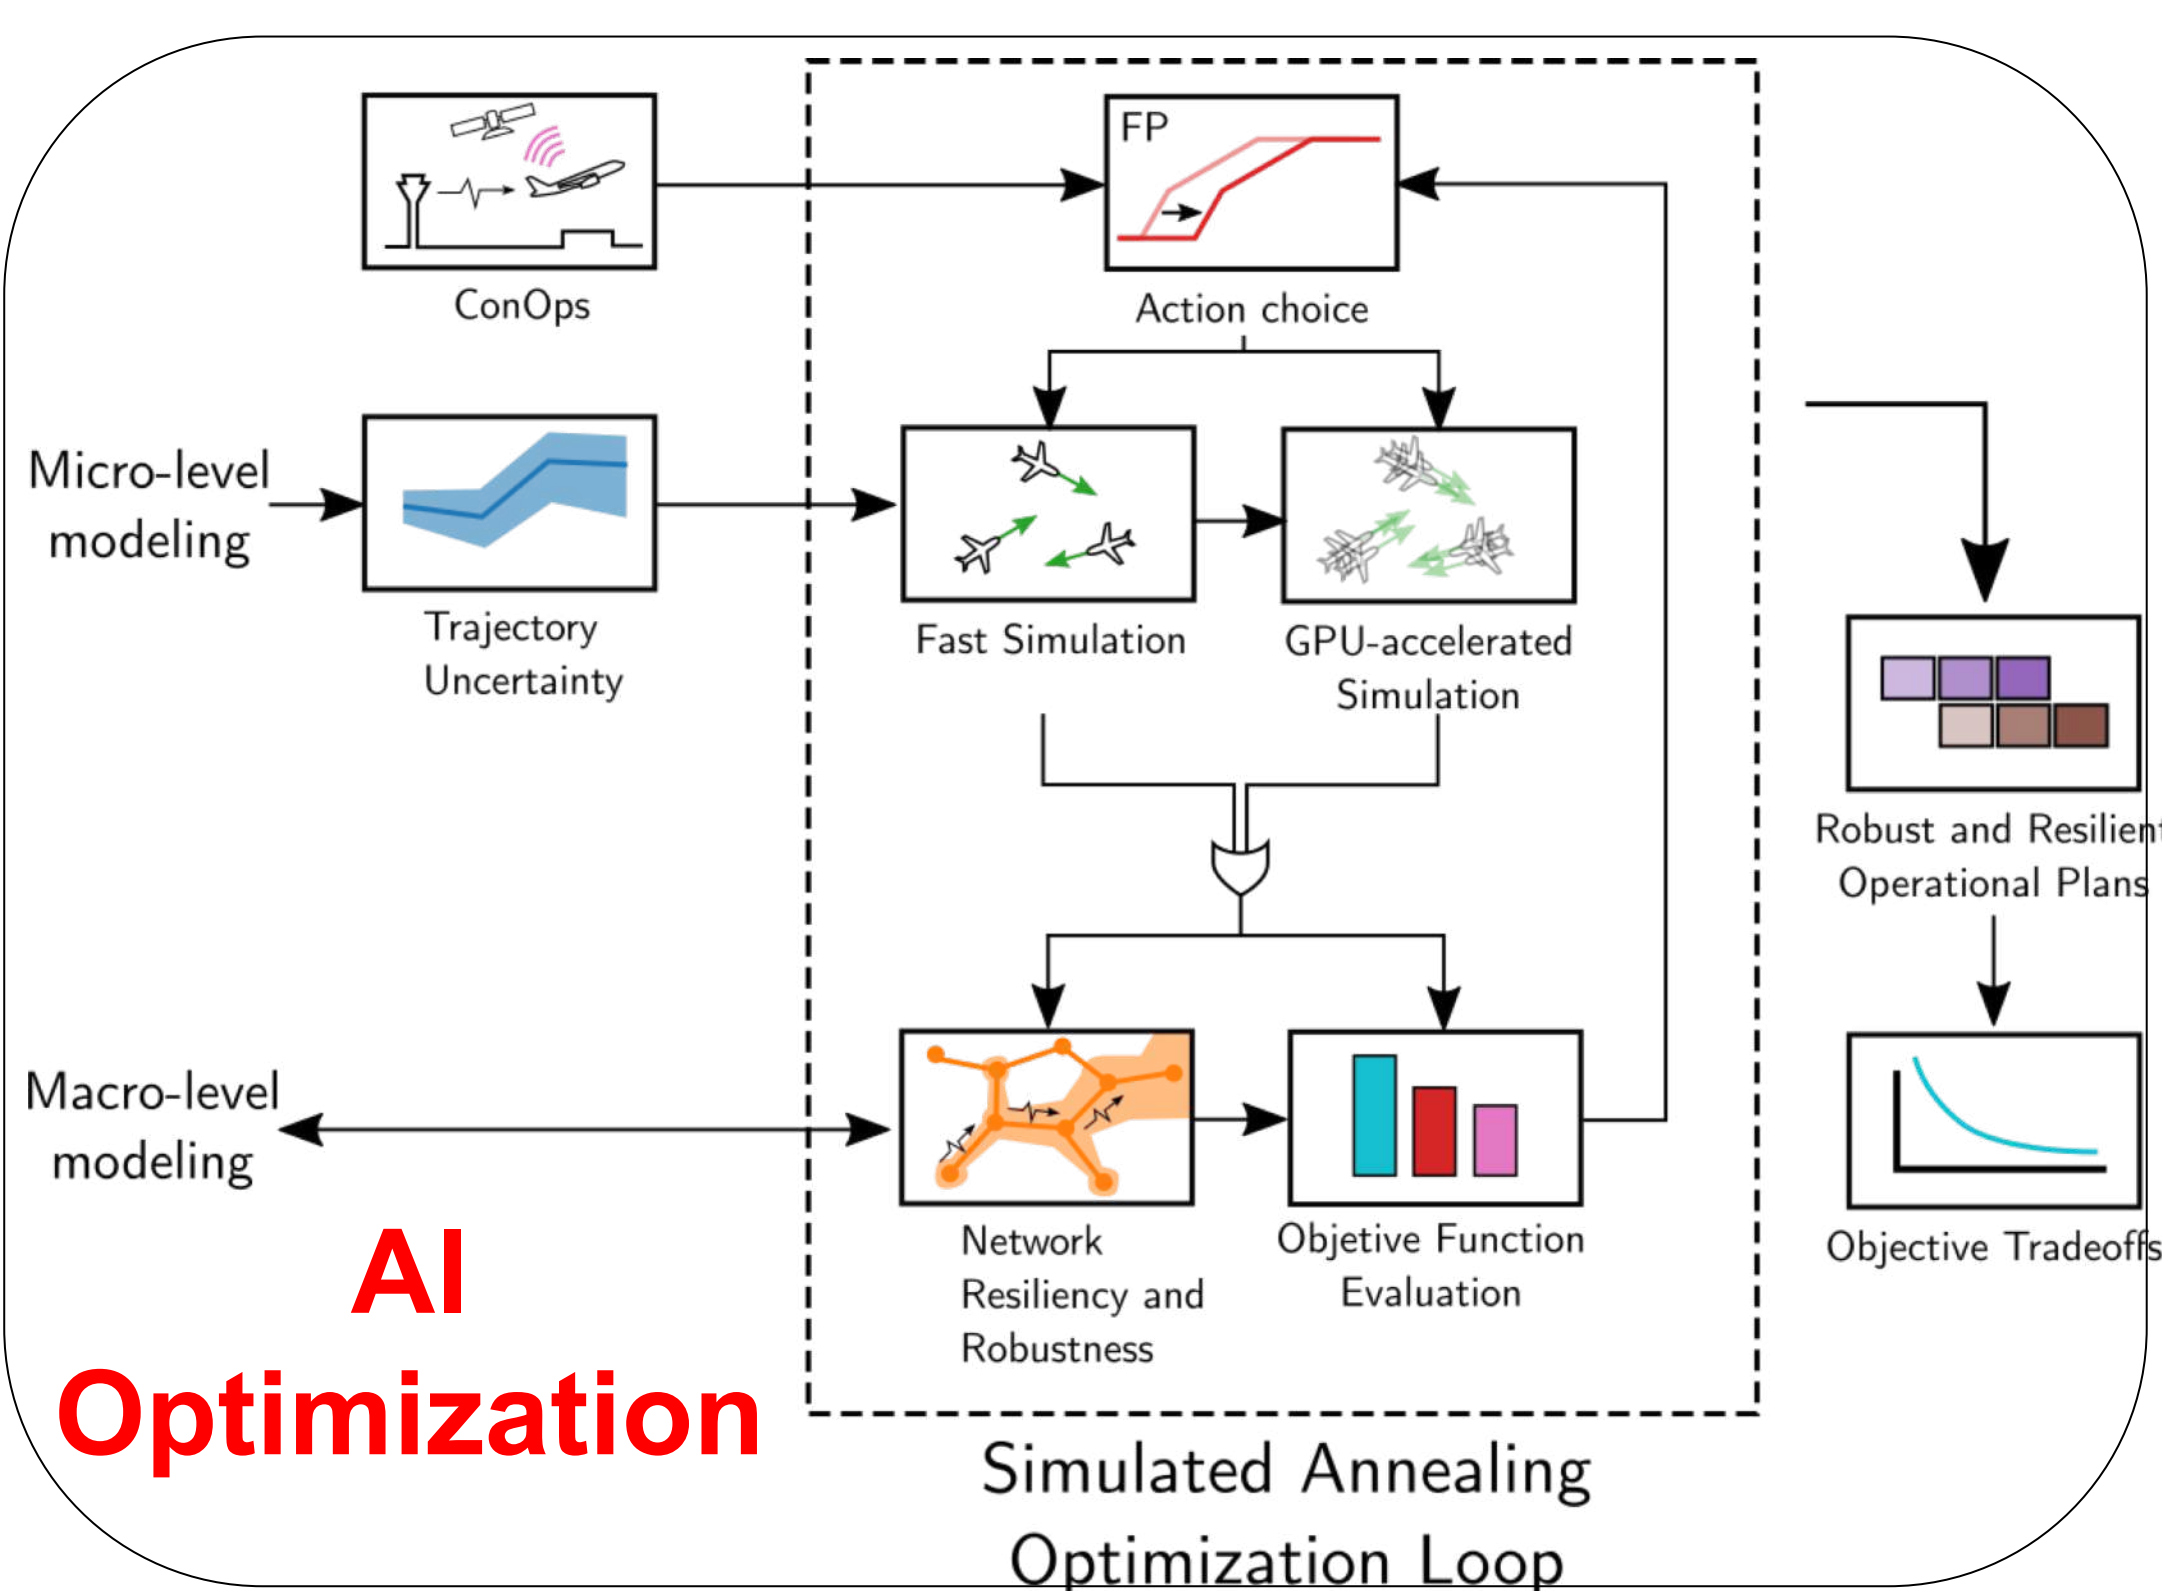 FP
ConOps
Action choice
Micro-level
modeling
Trajectory
Uncertainty
Fast Simulation
GPU-accelerated
Simulation
Robust and Resilient
Operational Plans
Macro-level
modeling
Network
Resiliency and
Robustness
Objetive Function
Evaluation
Objective Tradeoffs
AI
Optimization
Simulated Annealing
Optimization Loop